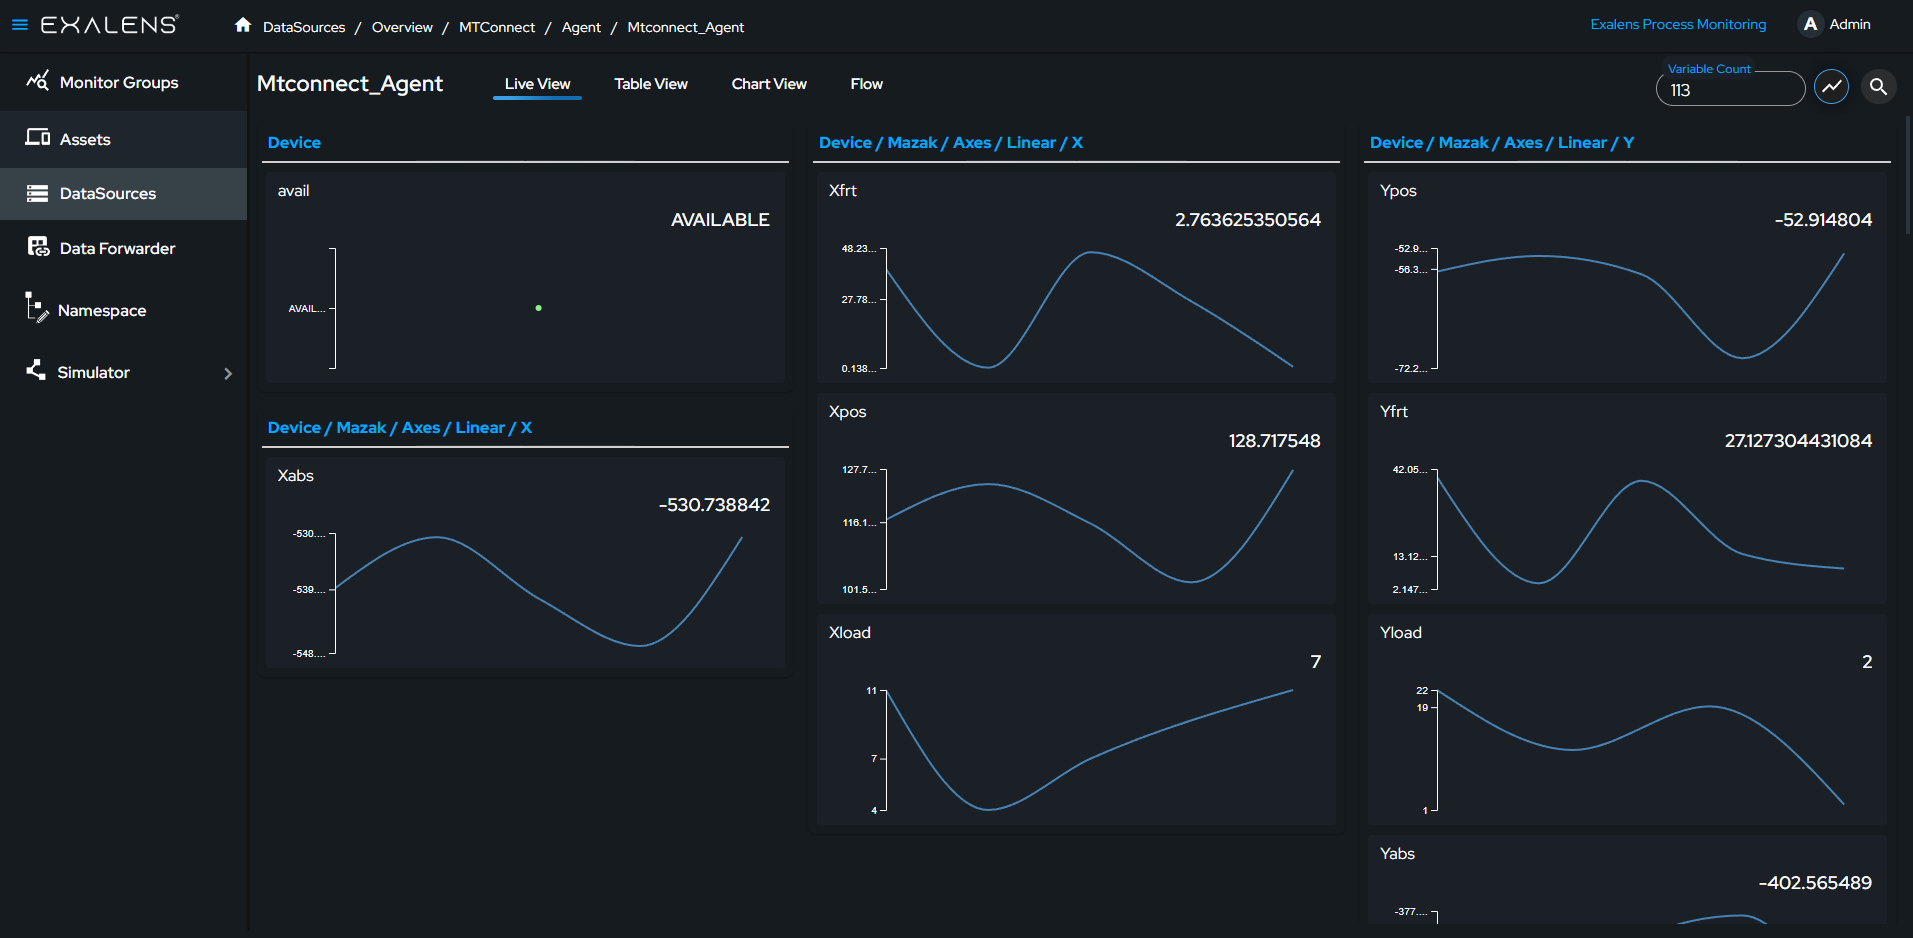 EXALENS
DataSources / Overview / MTConnect / Agent / Mtconnect_Agent
Exalens Process Monitoring
A Admin
Monitor Groups
Assets
DataSources
Data Forwarder
Namespace
Simulator
Mtconnect_Agent
Live View
Table View
Chart View
Flow
Variable Count
113
Device
avail
AVAILABLE
AVAIL...
Device / Mazak / Axes / Linear / X
Xabs
-530.738842
-530....
-539....
-548....
Device / Mazak / Axes / Linear / X
Xfrt
2.763625350564
48.23...
27.78...
0.138...
Xpos
128.717548
127.7...
116.1...
101.5...
Xload
7
11
7
4
Device / Mazak / Axes / Linear / Y
Ypos
-52.914804
-52.9...
-56.3...
-72.2...
Yfrt
27.127304431084
42.05...
13.12...
2.147...
Yload
2
22
19
1
Yabs
-402.565489
-377....